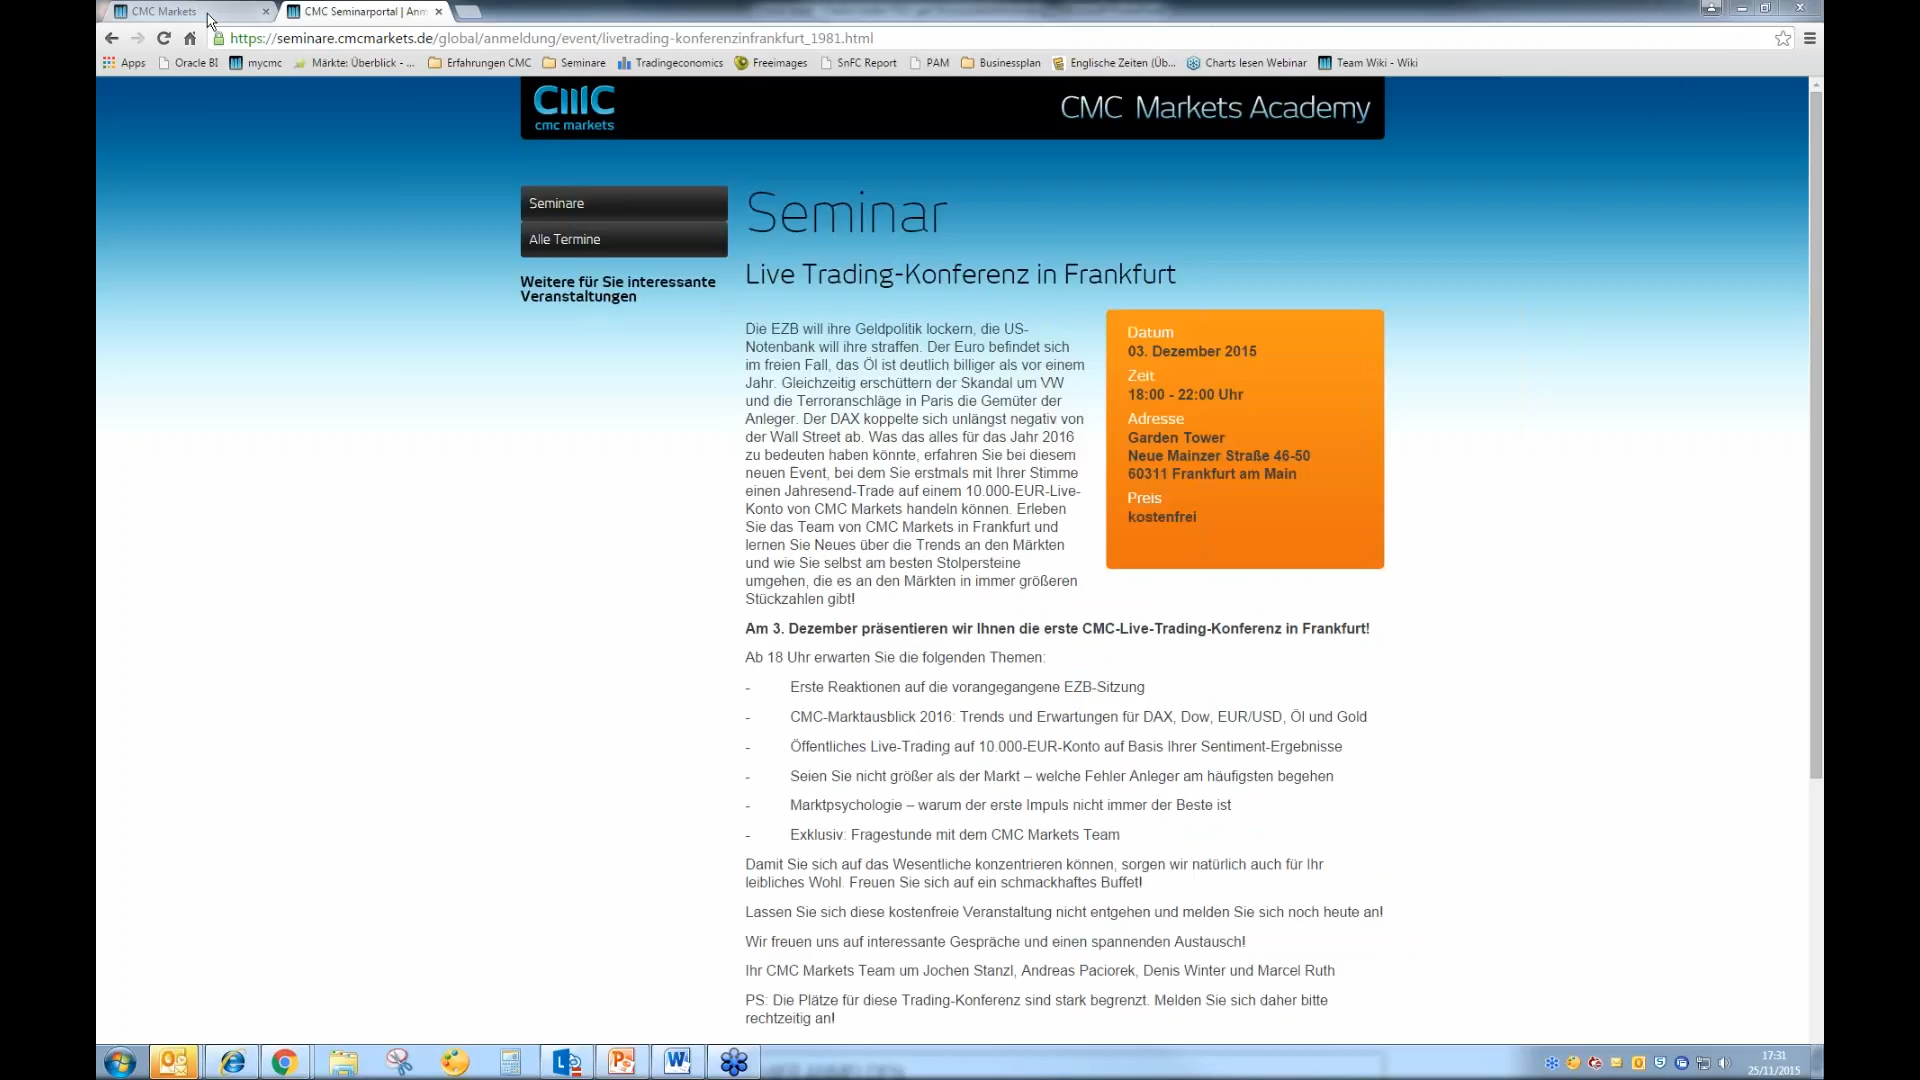 CMC Markets
CMC Seminarportal | Anm
https://seminare.cmcmarkets.de/global/anmeldung/event/livetrading-konferenzinfrankfurt_1981.html
Apps Oracle BI mycmc Märkte: Überblick - ... Erfahrungen CMC Seminare Tradingeconomics Freeimages SnFC Report PAM Businessplan Englische Zeiten (Üb... Charts lesen Webinar Team Wiki - Wiki
CMC
cmc markets
CMC Markets Academy
Seminare
Alle Termine
Weitere für Sie interessante
Veranstaltungen
Seminar
Live Trading-Konferenz in Frankfurt
Die EZB will ihre Geldpolitik lockern, die US-
Notenbank will ihre straffen. Der Euro befindet sich
im freien Fall, das Öl ist deutlich billiger als vor einem
Jahr. Gleichzeitig erschüttern der Skandal um VW
und die Terroranschläge in Paris die Gemüter der
Anleger. Der DAX koppelte sich unlängst negativ von
der Wall Street ab. Was das alles für das Jahr 2016
zu bedeuten haben könnte, erfahren Sie bei diesem
neuen Event, bei dem Sie erstmals mit Ihrer Stimme
einen Jahresend-Trade auf einem 10.000-EUR-Live-
Konto von CMC Markets handeln können. Erleben
Sie das Team von CMC Markets in Frankfurt und
lernen Sie Neues über die Trends an den Märkten
und wie Sie selbst am besten Stolpersteine
umgehen, die es an den Märkten in immer größeren
Stückzahlen gibt!
Datum
03. Dezember 2015
Zeit
18:00 - 22:00 Uhr
Adresse
Garden Tower
Neue Mainzer Straße 46-50
60311 Frankfurt am Main
Preis
kostenfrei
Am 3. Dezember präsentieren wir Ihnen die erste CMC-Live-Trading-Konferenz in Frankfurt!
Ab 18 Uhr erwarten Sie die folgenden Themen:
- Erste Reaktionen auf die vorangegangene EZB-Sitzung
- CMC-Marktausblick 2016: Trends und Erwartungen für DAX, Dow, EUR/USD, Öl und Gold
- Öffentliches Live-Trading auf 10.000-EUR-Konto auf Basis Ihrer Sentiment-Ergebnisse
- Seien Sie nicht größer als der Markt – welche Fehler Anleger am häufigsten begehen
- Marktpsychologie – warum der erste Impuls nicht immer der Beste ist
- Exklusiv: Fragestunde mit dem CMC Markets Team
Damit Sie sich auf das Wesentliche konzentrieren können, sorgen wir natürlich auch für Ihr
leibliches Wohl. Freuen Sie sich auf ein schmackhaftes Buffet!
Lassen Sie sich diese kostenfreie Veranstaltung nicht entgehen und melden Sie sich noch heute an!
Wir freuen uns auf interessante Gespräche und einen spannenden Austausch!
Ihr CMC Markets Team um Jochen Stanzl, Andreas Paciorek, Denis Winter und Marcel Ruth
PS: Die Plätze für diese Trading-Konferenz sind stark begrenzt. Melden Sie sich daher bitte
rechtzeitig an!
17:31
25/11/2015